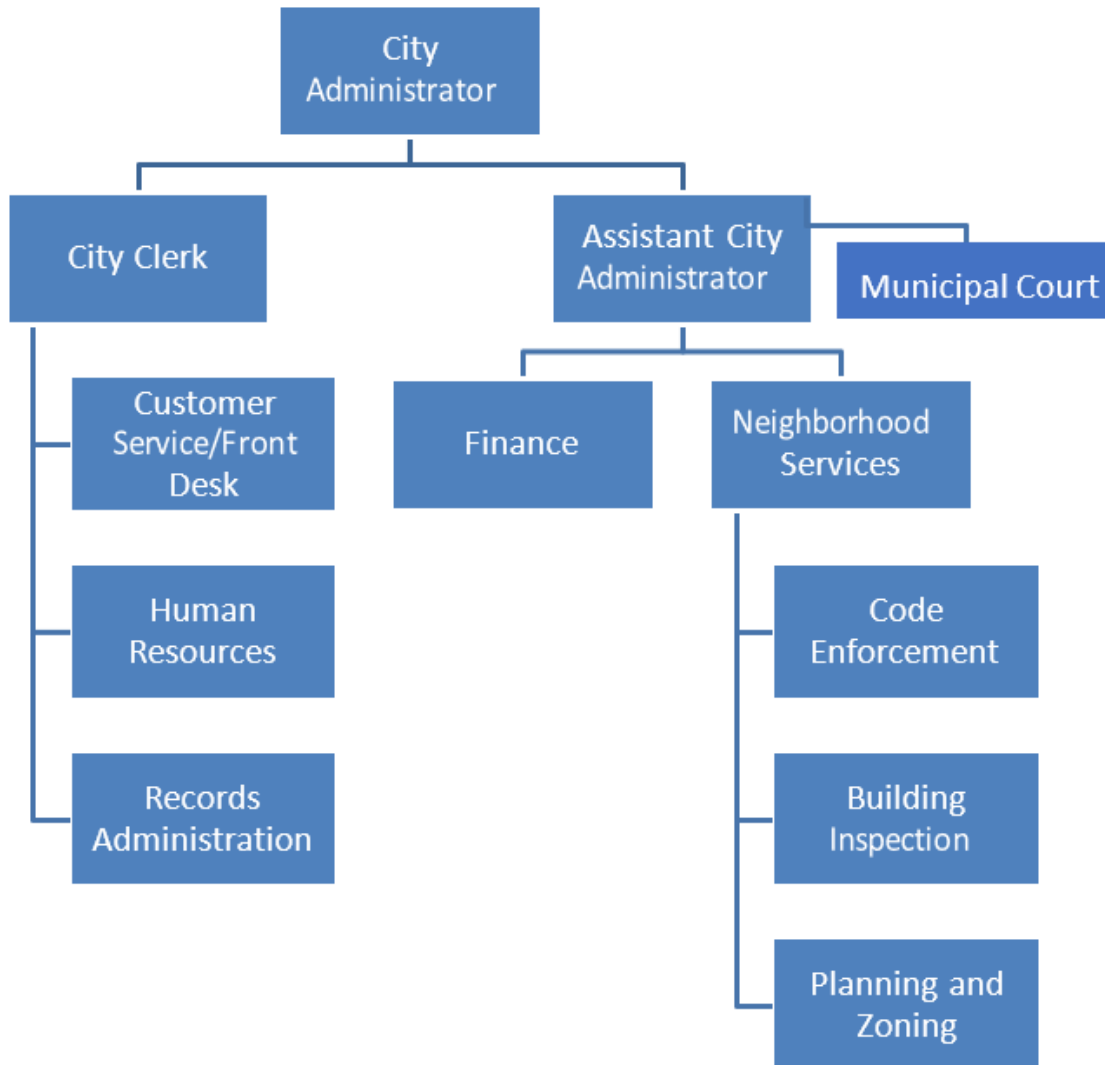 City
Administrator
City Clerk
Assistant City
Administrator
Municipal Court
Customer
Service/Front
Desk
Finance
Neighborhood
Services
Human
Resources
Code
Enforcement
Records
Administration
Building
Inspection
Planning and
Zoning